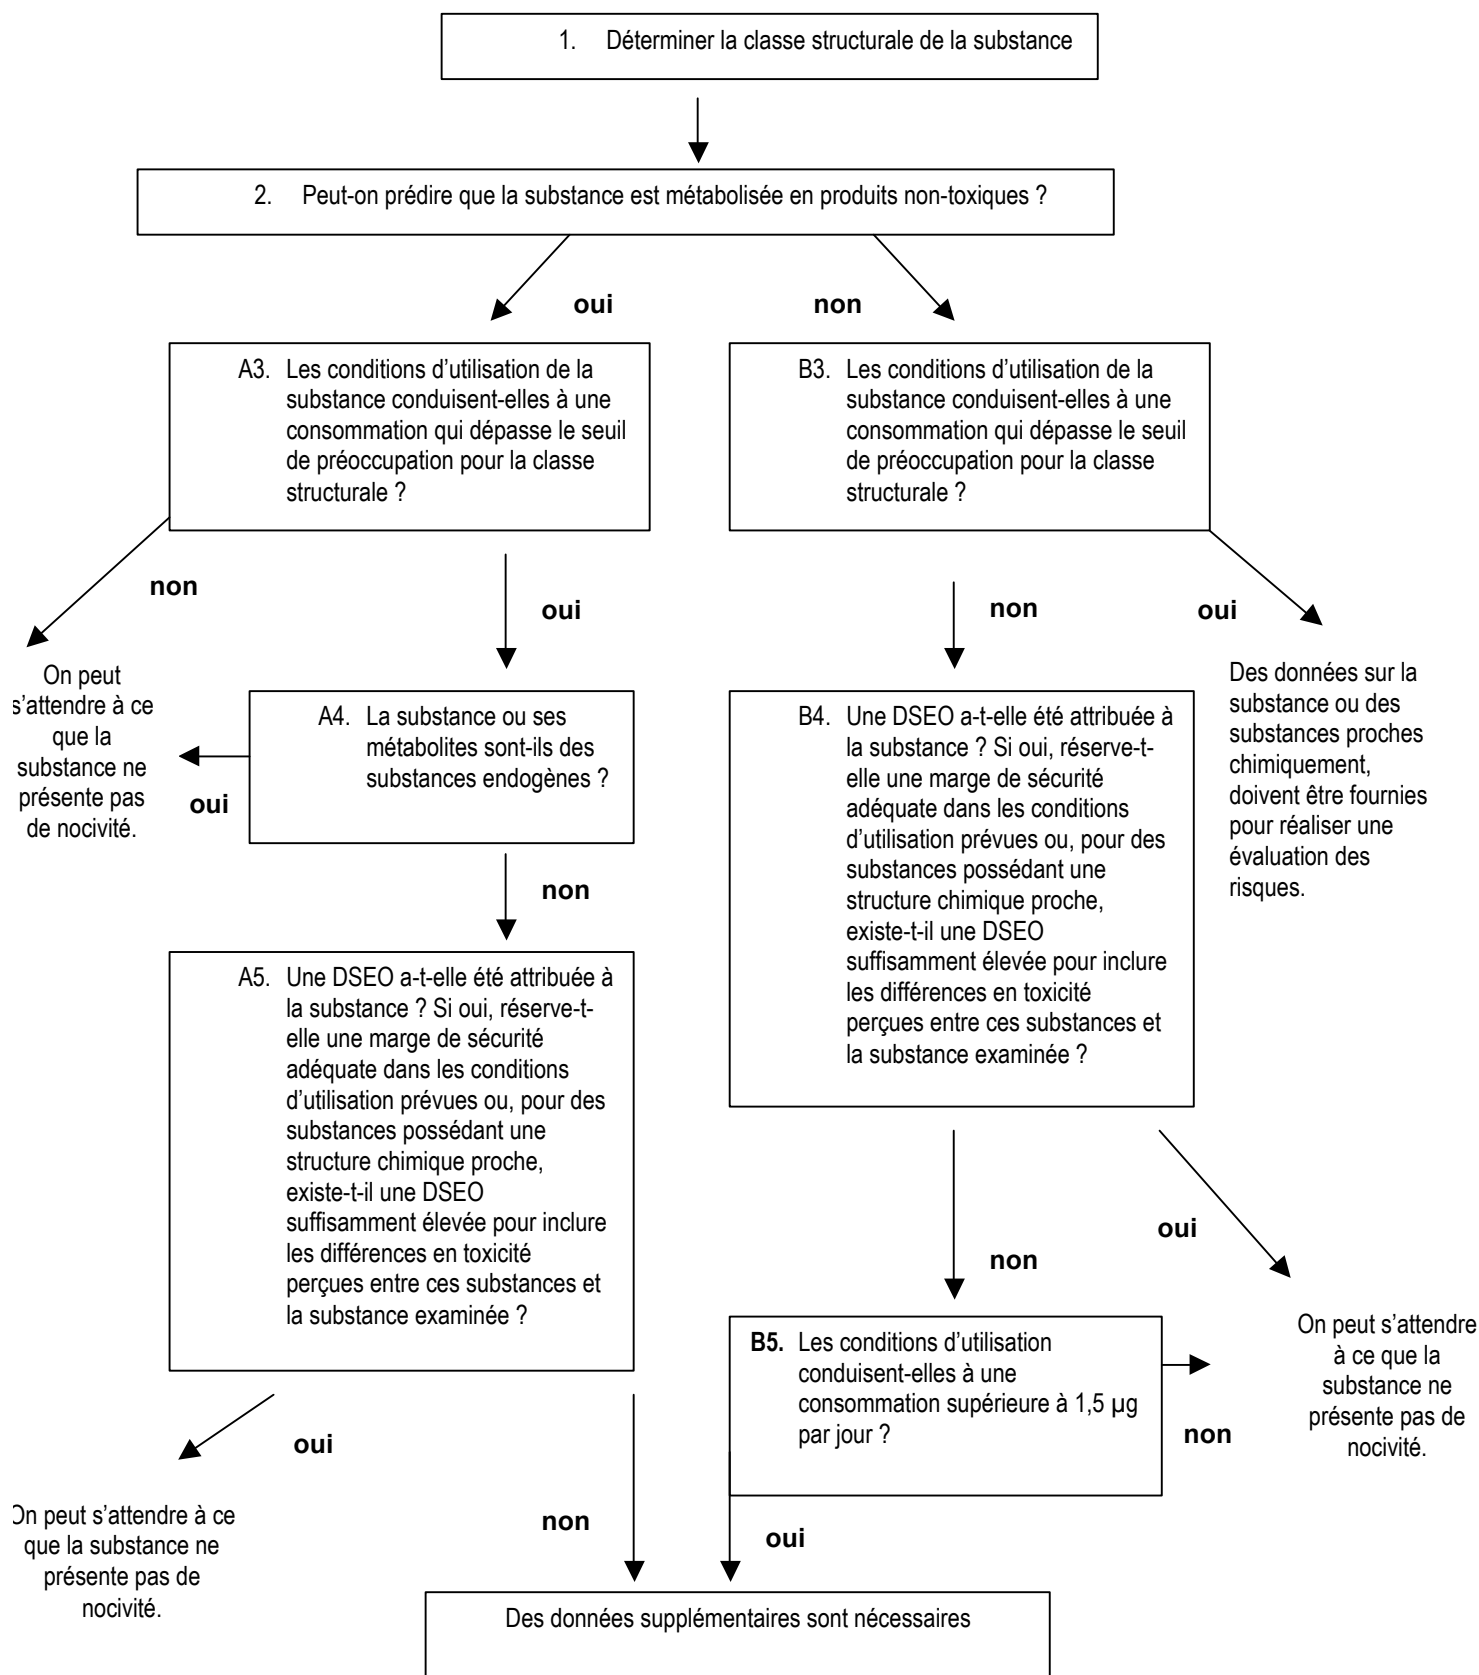 1. Déterminer la classe structurale de la substance
2. Peut-on prédire que la substance est métabolisée en produits non-toxiques ?
oui
non
A3. Les conditions d'utilisation de la
substance conduisent-elles à une
consommation qui dépasse le seuil
de préoccupation pour la classe
structurale ?
B3. Les conditions d'utilisation de la
substance conduisent-elles à une
consommation qui dépasse le seuil
de préoccupation pour la classe
structurale ?
non
oui
non
oui
On peut
s'attendre à ce
que la
substance ne
présente pas
de nocivité.
oui
A4. La substance ou ses
métabolites sont-ils des
substances endogènes ?
non
B4. Une DSEO a-t-elle été attribuée à
la substance ? Si oui, réserve-t-
elle une marge de sécurité
adéquate dans les conditions
d'utilisation prévues ou, pour des
substances possédant une
structure chimique proche,
existe-t-il une DSEO
suffisamment élevée pour inclure
les différences en toxicité
perçues entre ces substances et
la substance examinée ?
Des données sur la
substance ou des
substances proches
chimiquement,
doivent être fournies
pour réaliser une
évaluation des
risques.
A5. Une DSEO a-t-elle été attribuée à
la substance ? Si oui, réserve-t-
elle une marge de sécurité
adéquate dans les conditions
d'utilisation prévues ou, pour des
substances possédant une
structure chimique proche,
existe-t-il une DSEO
suffisamment élevée pour inclure
les différences en toxicité
perçues entre ces substances et
la substance examinée ?
non
oui
B5. Les conditions d'utilisation
conduisent-elles à une
consommation supérieure à 1,5 µg
par jour ?
non
On peut s'attendre
à ce que la
substance ne
présente pas de
nocivité.
oui
On peut s'attendre à ce
que la substance ne
présente pas de
nocivité.
non
oui
Des données supplémentaires sont nécessaires